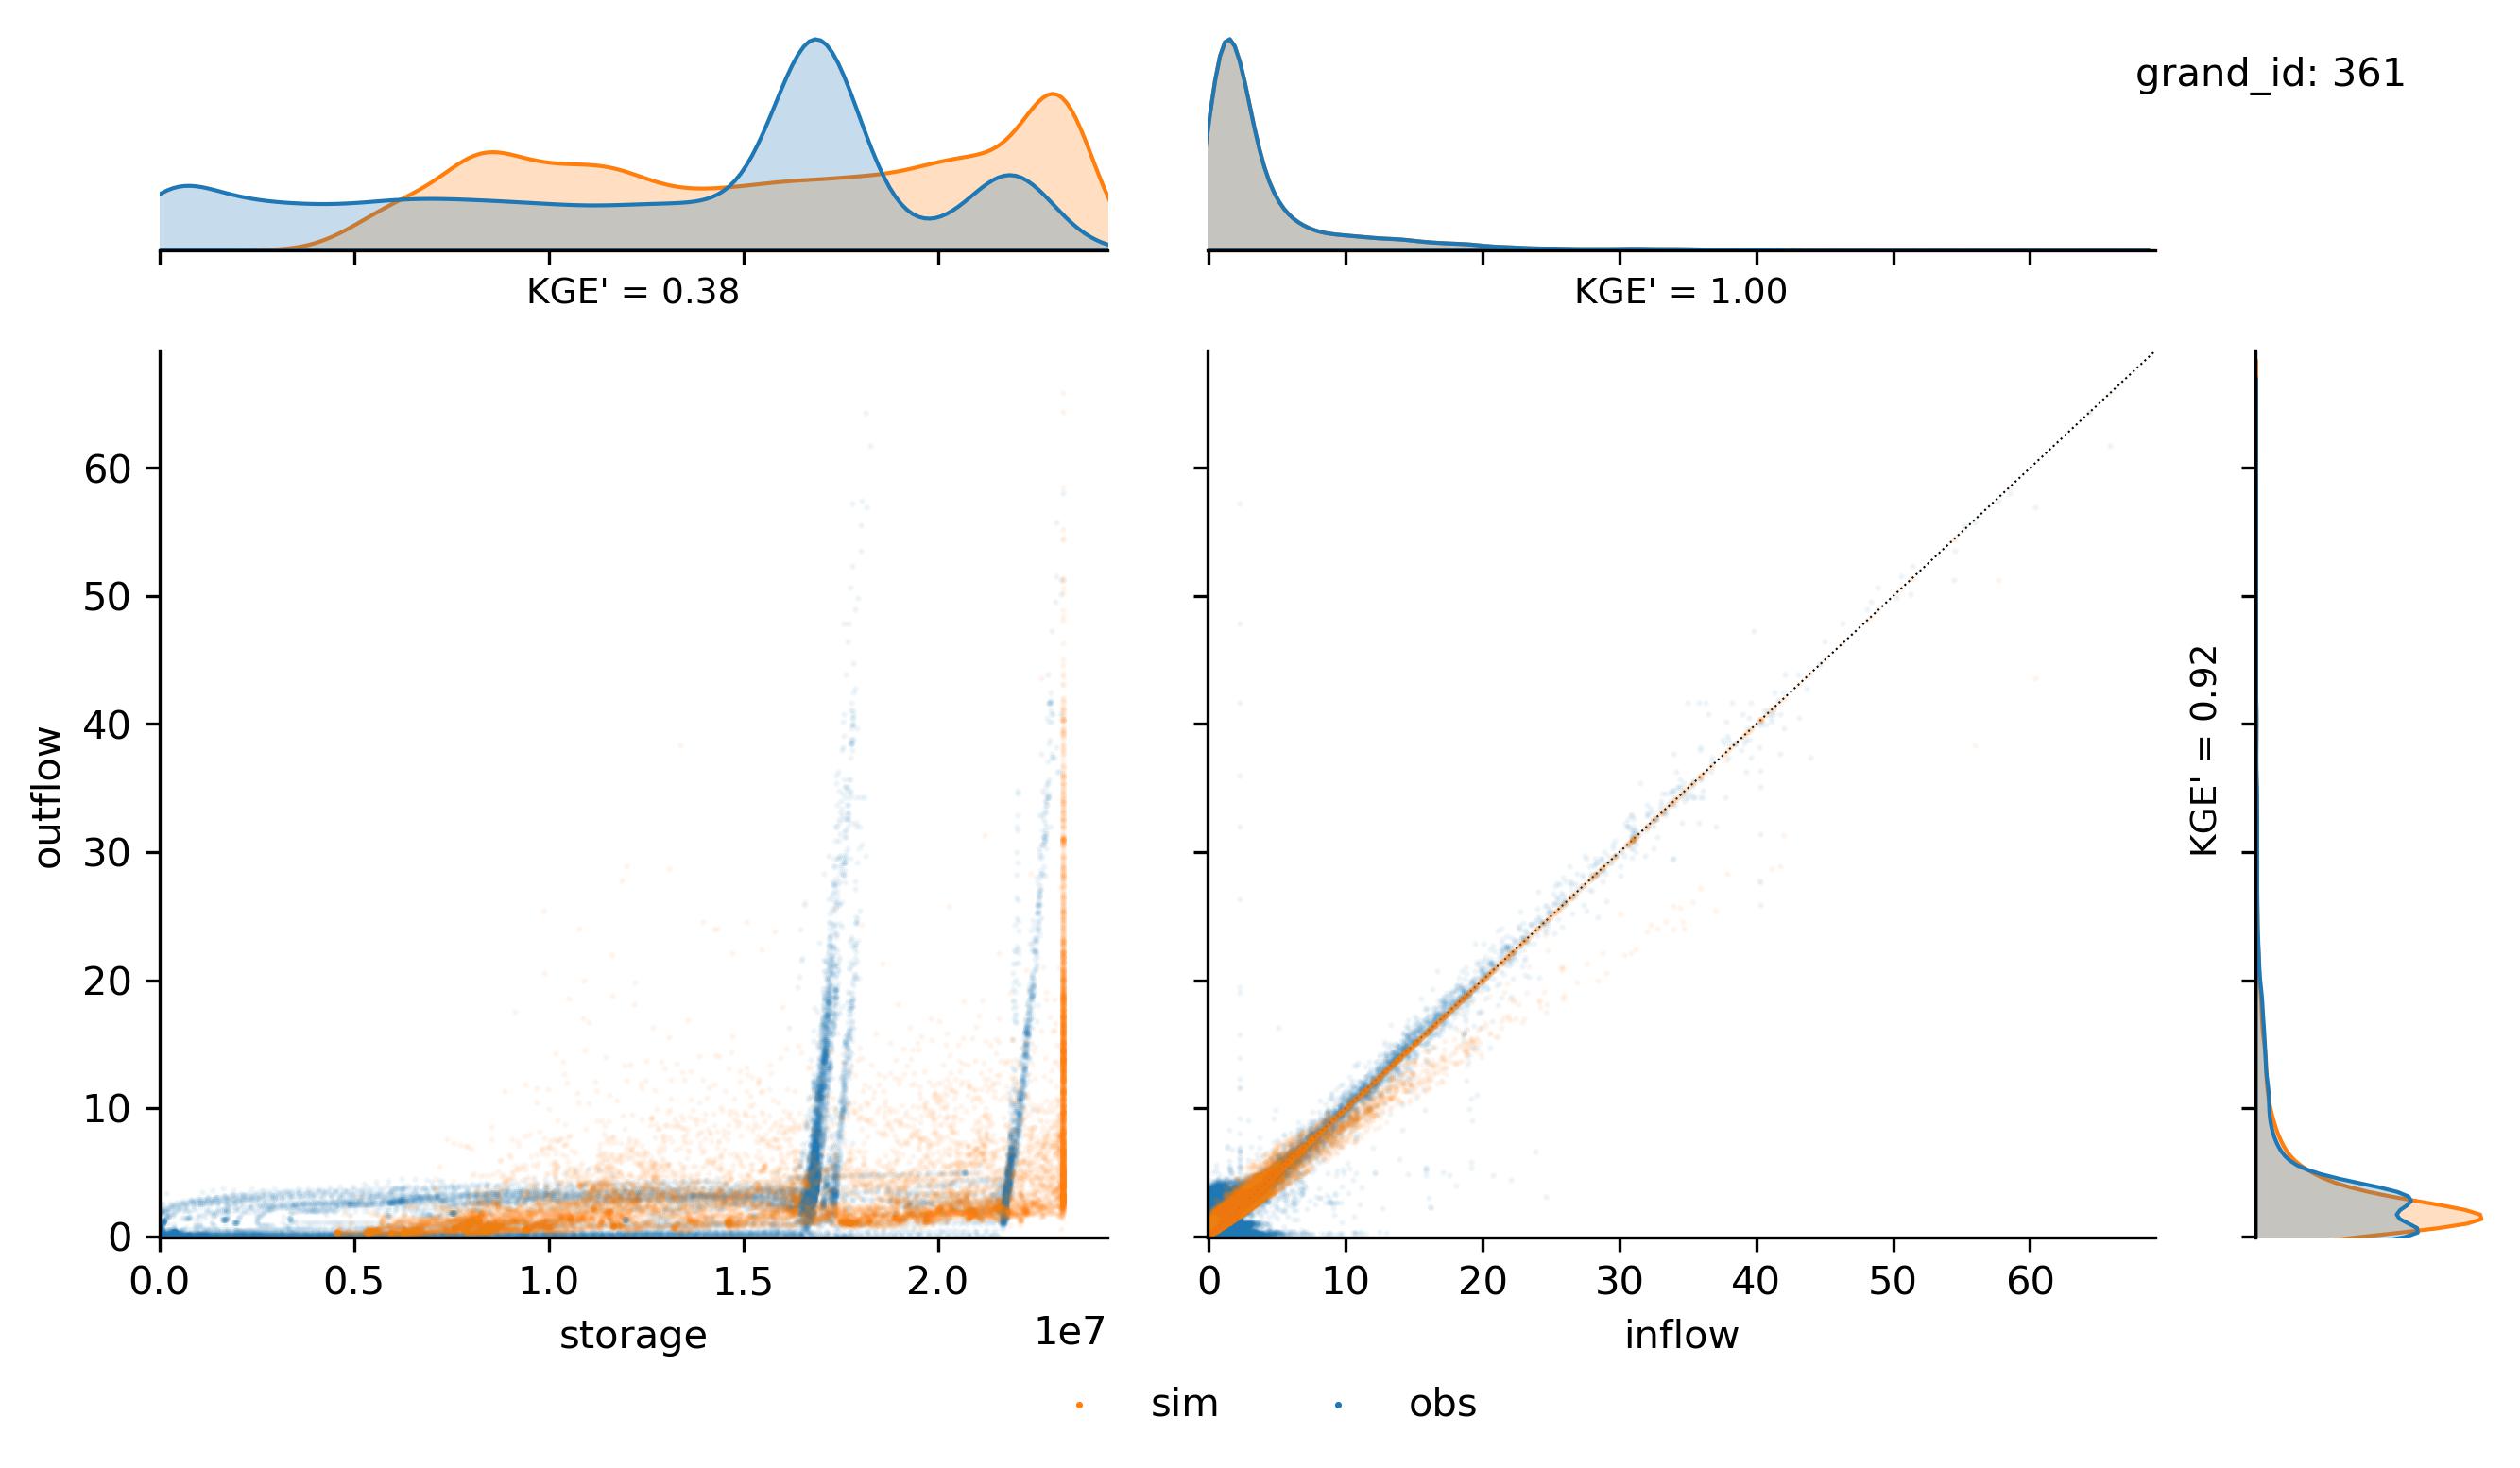 grand_id: 361
KGE' = 0.38
KGE' = 1.00
outflow
60
50
40
30
20
10
0
0.0 0.5 1.0 1.5 2.0
1e7
storage
KGE' = 0.92
0 10 20 30 40 50 60
inflow
sim obs